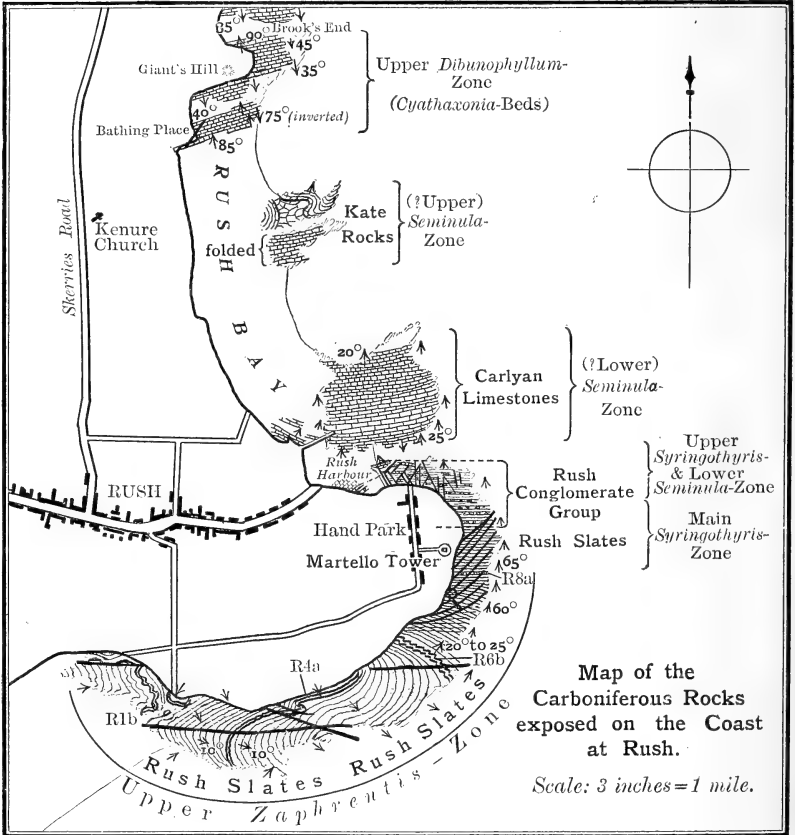 85°
90°
Brook's End
45°
35°
Giant's Hill
40°
75° (inverted)
Bathing Place
85°
Upper Dibunophyllum-
Zone
(Cyathaxonia-Beds)
RUSH BAY
Kenure
Church
Skerries Road
Kate
Rocks
folded
(?Upper)
Seminula-
Zone
20°
25°
Carlyan
Limestones
(?Lower)
Seminula-
Zone
Rush
Harbour
RUSH
Rush
Conglomerate
Group
Upper
Syringothyris-
& Lower
Seminula-Zone
Hand Park
Martello Tower
Rush Slates
Main
Syringothyris-
Zone
65°
R8a
60°
20° to 25°
R6b
R4a
R1b
10°
10°
Rush Slates Rush Slates
Upper Zaphrentis-Zone
Map of the
Carboniferous Rocks
exposed on the Coast
at Rush.
Scale: 3 inches=1 mile.